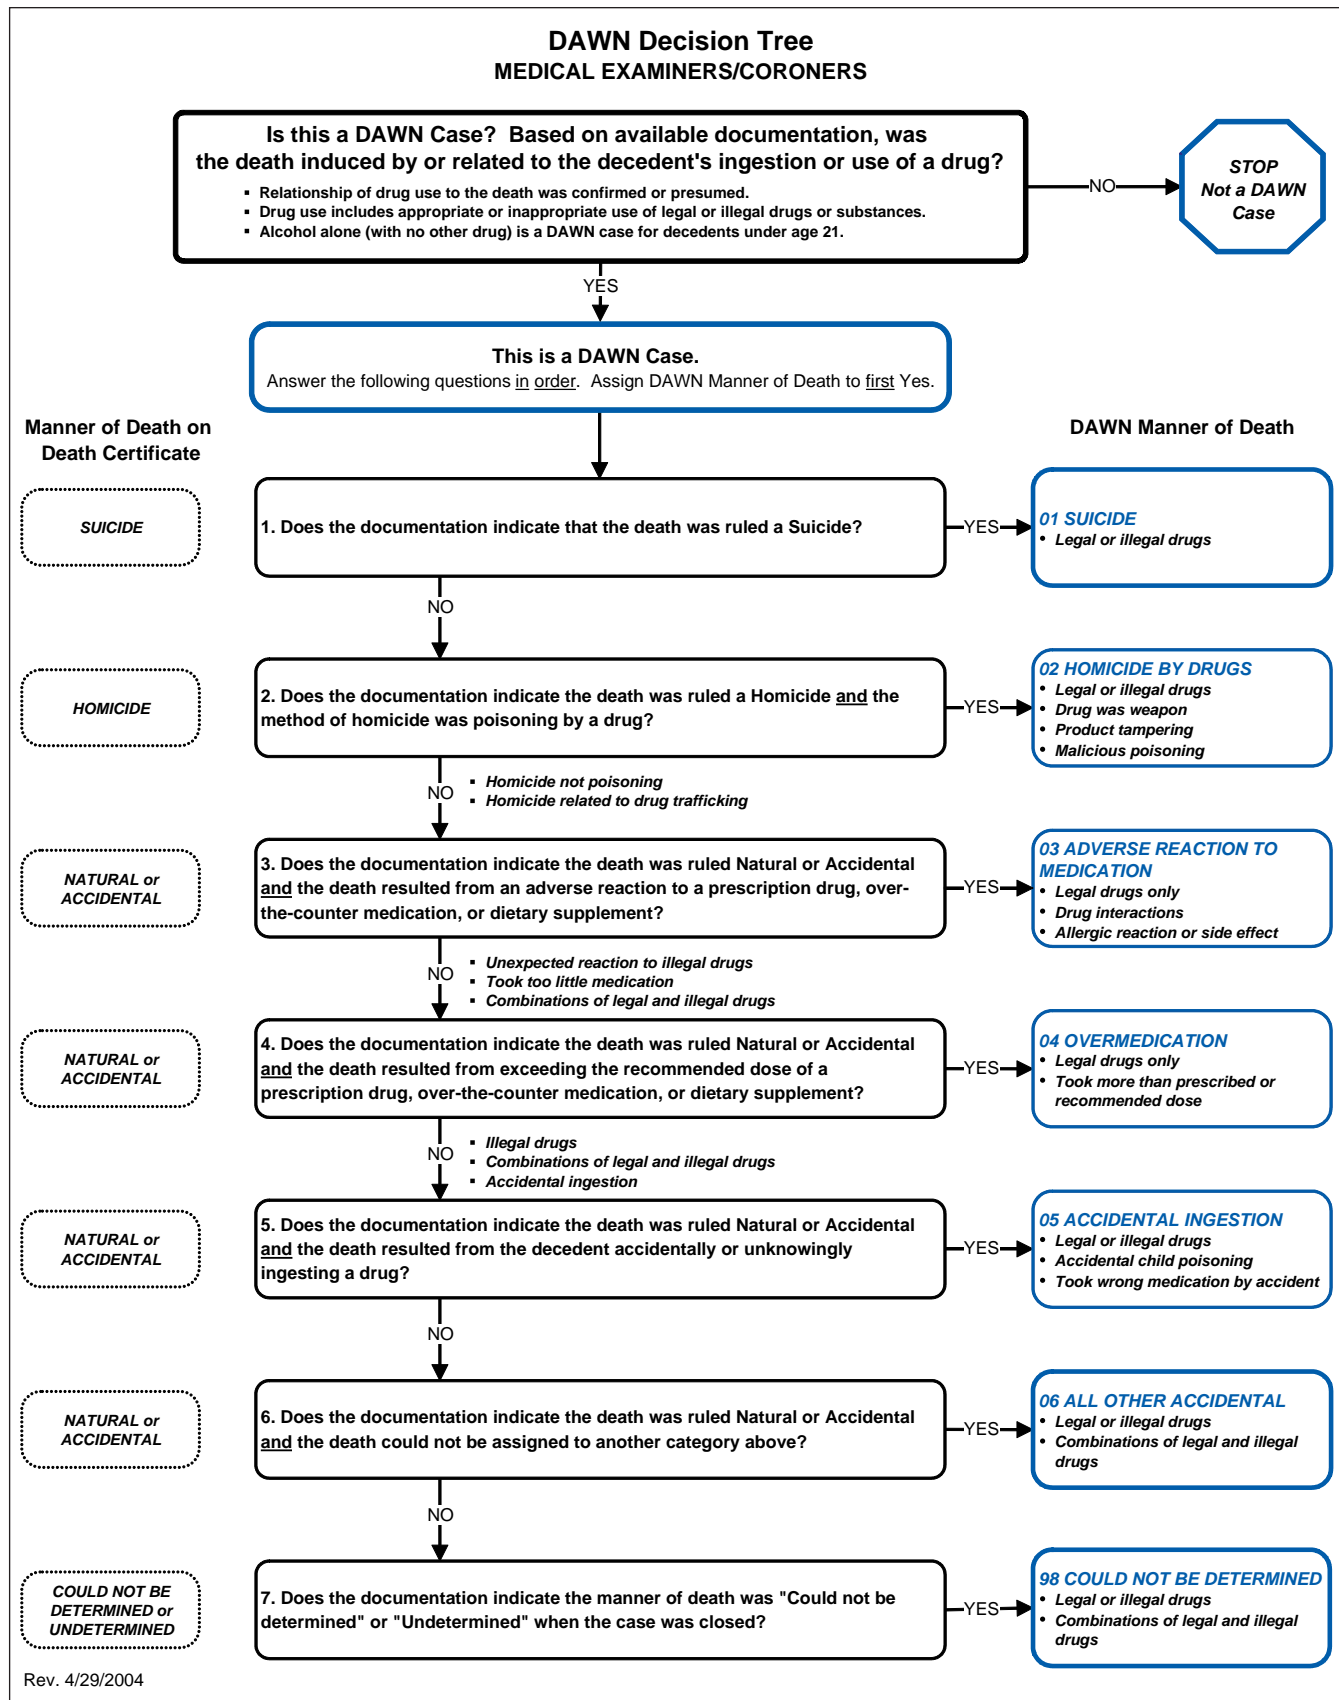 DAWN Decision Tree
MEDICAL EXAMINERS/CORONERS
Is this a DAWN Case? Based on available documentation, was
the death induced by or related to the decedent's ingestion or use of a drug?
▪ Relationship of drug use to the death was confirmed or presumed.
▪ Drug use includes appropriate or inappropriate use of legal or illegal drugs or substances.
▪ Alcohol alone (with no other drug) is a DAWN case for decedents under age 21.
NO
STOP
Not a DAWN
Case
YES
This is a DAWN Case.
Answer the following questions in order. Assign DAWN Manner of Death to first Yes.
Manner of Death on
Death Certificate
DAWN Manner of Death
SUICIDE
1. Does the documentation indicate that the death was ruled a Suicide?
YES
01 SUICIDE
• Legal or illegal drugs
NO
HOMICIDE
2. Does the documentation indicate the death was ruled a Homicide and the
method of homicide was poisoning by a drug?
YES
02 HOMICIDE BY DRUGS
• Legal or illegal drugs
• Drug was weapon
• Product tampering
• Malicious poisoning
NO
▪ Homicide not poisoning
▪ Homicide related to drug trafficking
NATURAL or
ACCIDENTAL
3. Does the documentation indicate the death was ruled Natural or Accidental
and the death resulted from an adverse reaction to a prescription drug, over-
the-counter medication, or dietary supplement?
YES
03 ADVERSE REACTION TO
MEDICATION
• Legal drugs only
• Drug interactions
• Allergic reaction or side effect
NO
▪ Unexpected reaction to illegal drugs
▪ Took too little medication
▪ Combinations of legal and illegal drugs
NATURAL or
ACCIDENTAL
4. Does the documentation indicate the death was ruled Natural or Accidental
and the death resulted from exceeding the recommended dose of a
prescription drug, over-the-counter medication, or dietary supplement?
YES
04 OVERMEDICATION
• Legal drugs only
• Took more than prescribed or
recommended dose
NO
▪ Illegal drugs
▪ Combinations of legal and illegal drugs
▪ Accidental ingestion
NATURAL or
ACCIDENTAL
5. Does the documentation indicate the death was ruled Natural or Accidental
and the death resulted from the decedent accidentally or unknowingly
ingesting a drug?
YES
05 ACCIDENTAL INGESTION
• Legal or illegal drugs
• Accidental child poisoning
• Took wrong medication by accident
NO
NATURAL or
ACCIDENTAL
6. Does the documentation indicate the death was ruled Natural or Accidental
and the death could not be assigned to another category above?
YES
06 ALL OTHER ACCIDENTAL
• Legal or illegal drugs
• Combinations of legal and illegal
drugs
NO
COULD NOT BE
DETERMINED or
UNDETERMINED
7. Does the documentation indicate the manner of death was "Could not be
determined" or "Undetermined" when the case was closed?
YES
98 COULD NOT BE DETERMINED
• Legal or illegal drugs
• Combinations of legal and illegal
drugs
Rev. 4/29/2004